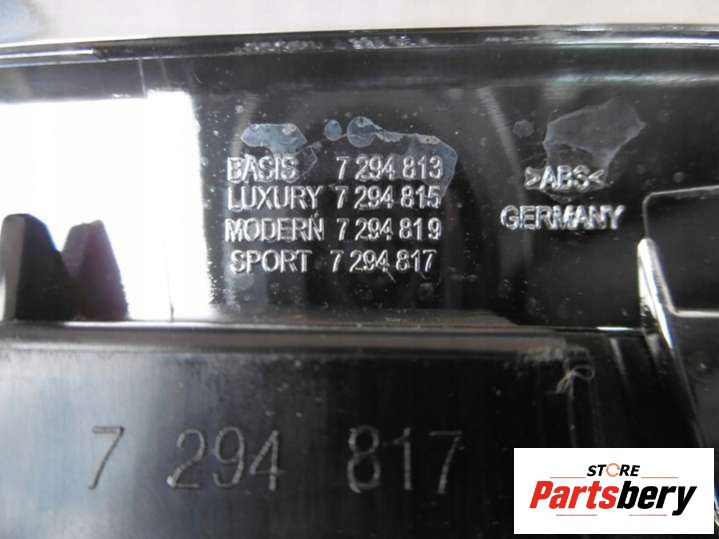 BASIS 7 294 813
LUXURY 7 294 815
MODERN 7 294 819
SPORT 7 294 817
>ABS<
GERMANY
7 294 817
STORE
Partsbery